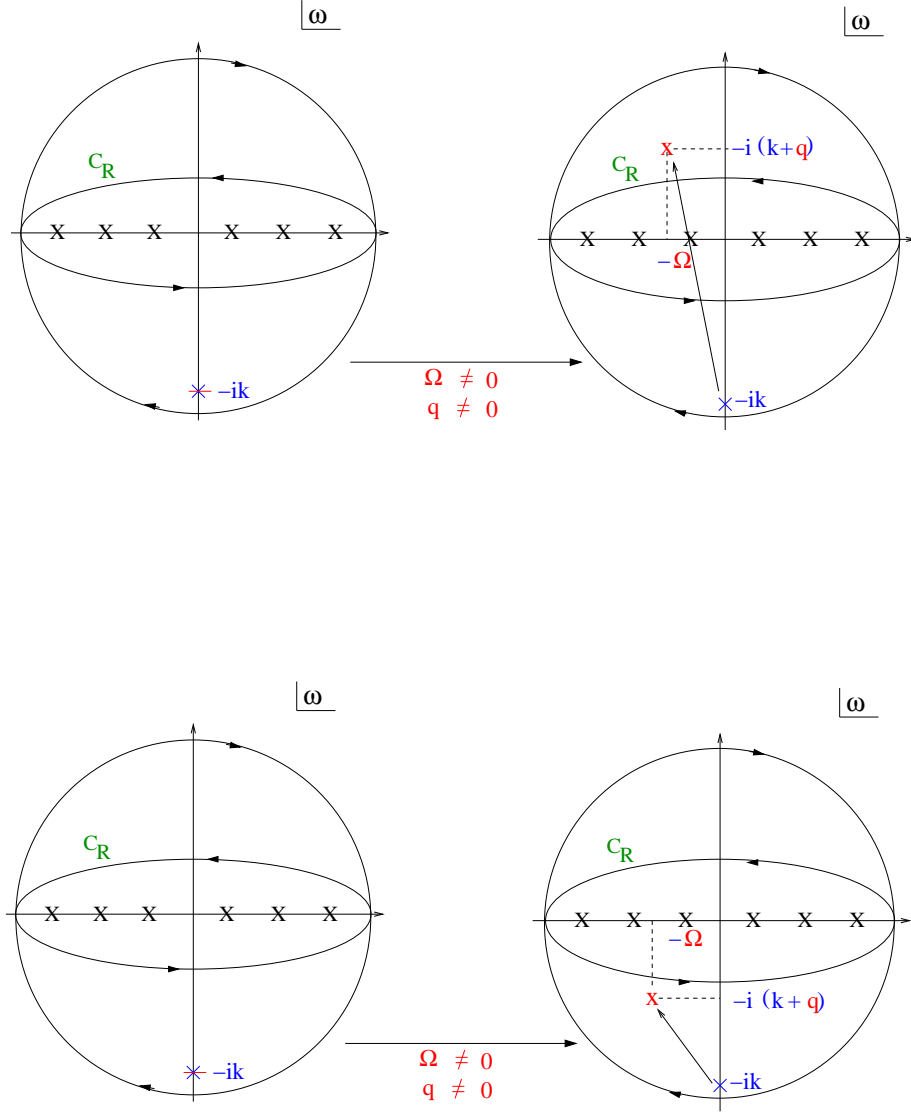 ω
ω
C_R
C_R
x
−i (k+q)
X X X X X X
X X X X X X
−Ω
−ik
−ik
Ω ≠ 0
q ≠ 0
ω
ω
C_R
C_R
X X X X X X
X X X X X X
−Ω
x
−i (k+q)
−ik
−ik
Ω ≠ 0
q ≠ 0